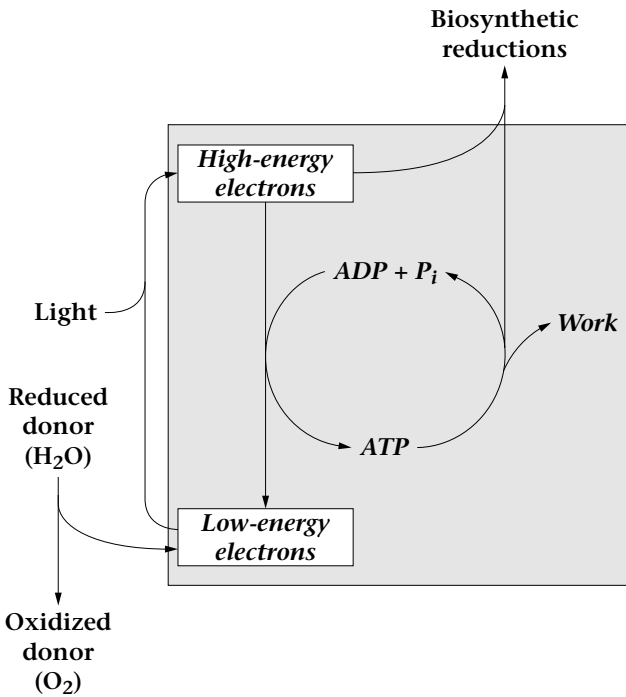 Biosynthetic
reductions
High-energy
electrons
ADP + Pi
Light
Work
Reduced
donor
(H2O)
ATP
Low-energy
electrons
Oxidized
donor
(O2)